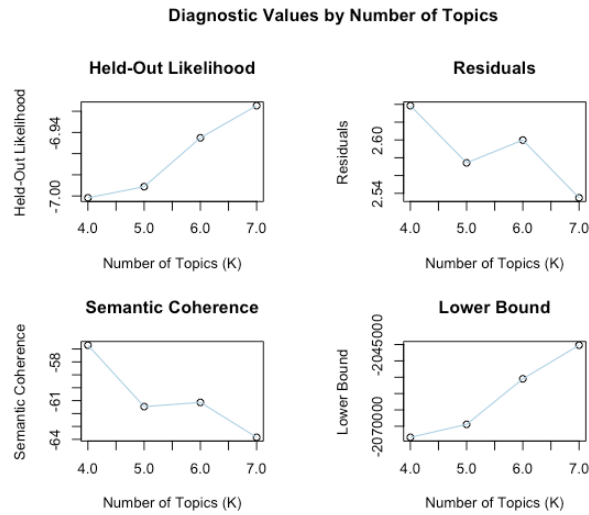 Diagnostic Values by Number of Topics
Held-Out Likelihood
Held-Out Likelihood
-6.94
-7.00
4.0 5.0 6.0 7.0
Number of Topics (K)
Residuals
Residuals
2.60
2.54
4.0 5.0 6.0 7.0
Number of Topics (K)
Semantic Coherence
Semantic Coherence
-58
-61
-64
4.0 5.0 6.0 7.0
Number of Topics (K)
Lower Bound
Lower Bound
-2045000
-2070000
4.0 5.0 6.0 7.0
Number of Topics (K)